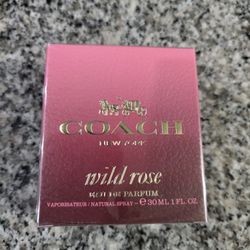 COACH
NEW YORK
wild rose
EAU DE PARFUM
VAPORISATEUR / NATURAL SPRAY – ℮ 30 ML 1 FL. OZ.